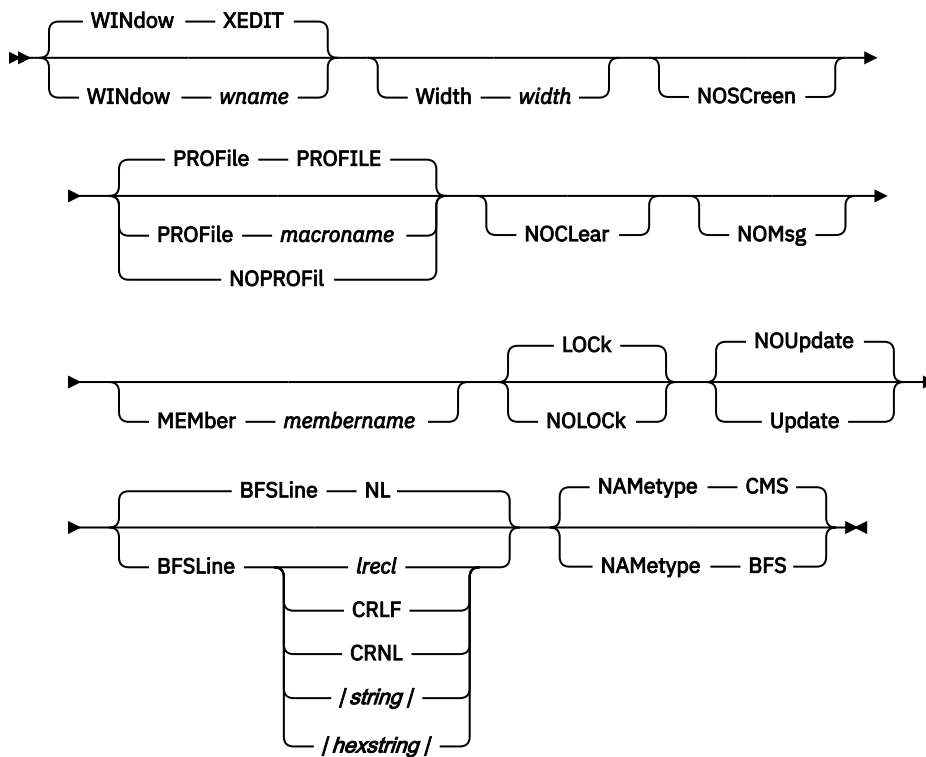 WINdow XEDIT
WINdow wname
Width width
NOSCreen
PROFile PROFILE
PROFile macroname
NOPROFil
NOCLear
NOMsg
MEMber membername
LOCk
NOLOCk
NOUpdate
Update
BFSLine NL
BFSLine lrecl
CRLF
CRNL
/ string /
/ hexstring /
NAMetype CMS
NAMetype BFS